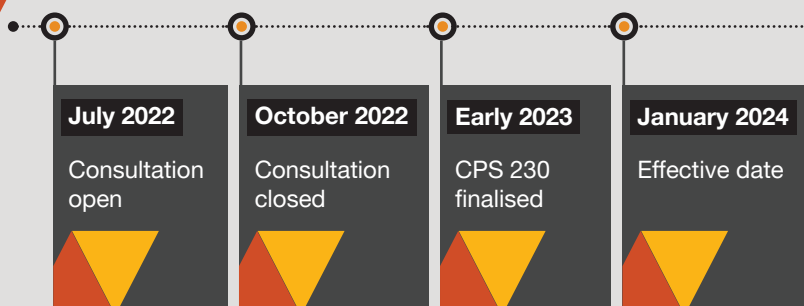 July 2022
Consultation
open
October 2022
Consultation
closed
Early 2023
CPS 230
finalised
January 2024
Effective date